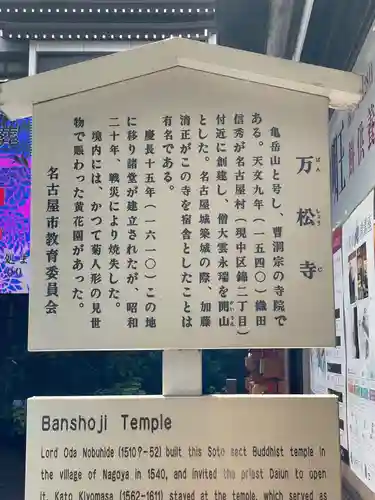 万松寺
ばんしょうじ
亀岳山と号し、曹洞宗の寺院で
ある。天文九年（一五四〇）織田
信秀が名古屋村（現中区錦二丁目）
付近に創建し、僧大雲永瑞を開山
かいさん
とした。名古屋城築城の際、加藤
清正がこの寺を宿舎としたことは
有名である。
慶長十五年（一六一〇）この地
に移り諸堂が建立されたが、昭和
二十年、戦災により焼失した。
境内には、かつて菊人形の見世
物で賑わった黄花園があった。
名古屋市教育委員会
Banshoji Temple
Lord Oda Nobuhide (1510?-52) built this Soto sect Buddhist temple in
the village of Nagoya in 1540, and invited the priest Daiun to open
it. Kato Kiyomasa (1562-1611) stayed at the temple, which served as